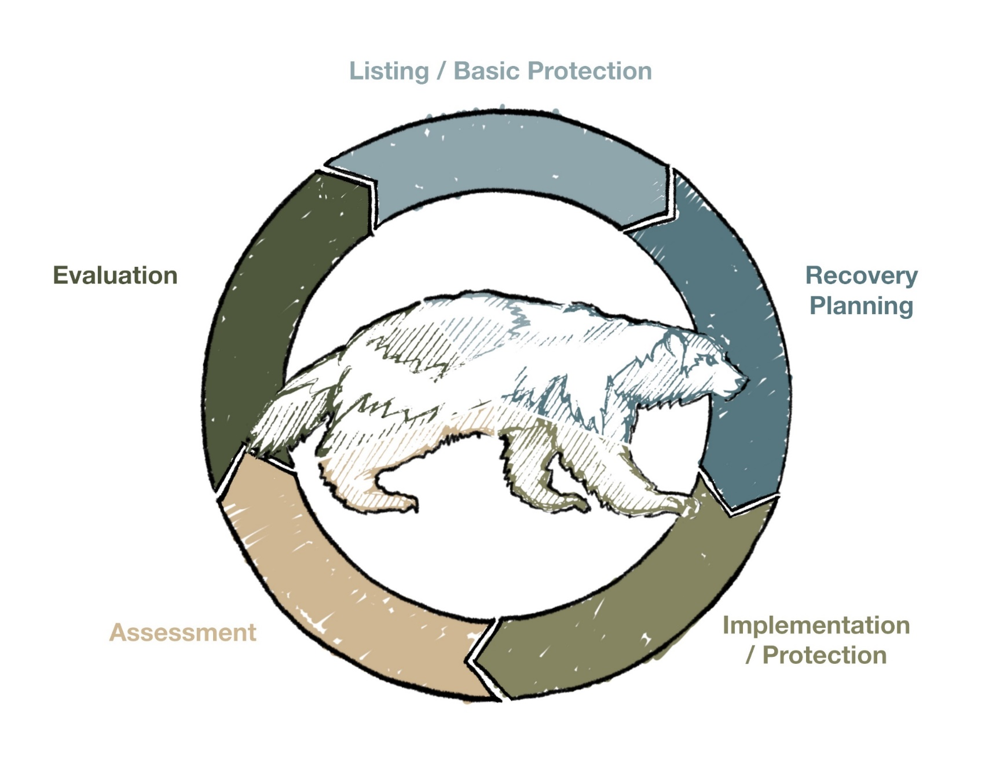 Listing / Basic Protection
Evaluation
Recovery
Planning
Assessment
Implementation
/ Protection